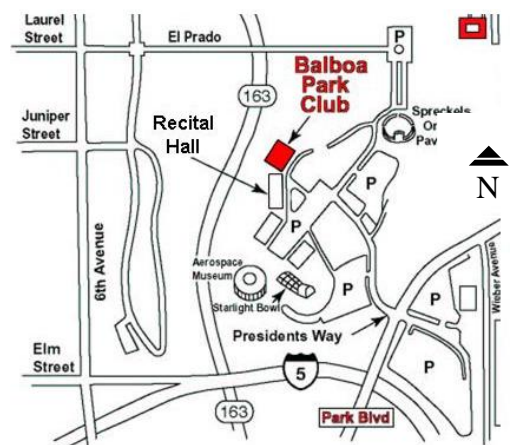 Laurel
Street
El Prado
P
163
Balboa
Park
Club
Spreckels
Or
Pav
Juniper
Street
Recital
Hall
N
P
P
6th Avenue
Aerospace
Museum
Starlight Bowl
P
P
Wieber Avenue
Presidents Way
Elm
Street
5
P
163
Park Blvd